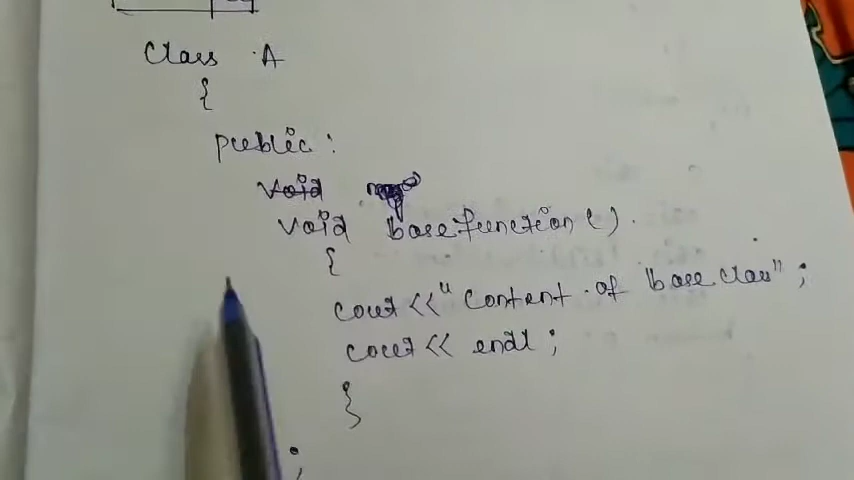 Class A
{
public:
void
void basefunction()
{
cout <<" Content of base class";
cout << endl;
}
;